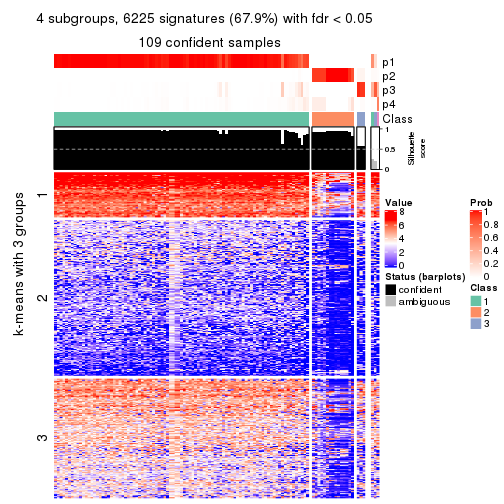 4 subgroups, 6225 signatures (67.9%) with fdr < 0.05
109 confident samples
p1
p2
p3
p4
Class
1
0.5
0
Silhouette
score
k-means with 3 groups
1
2
3
Value
8
6
4
2
0
Status (barplots)
confident
ambiguous
Prob
1
0.8
0.6
0.4
0.2
0
Class
1
2
3